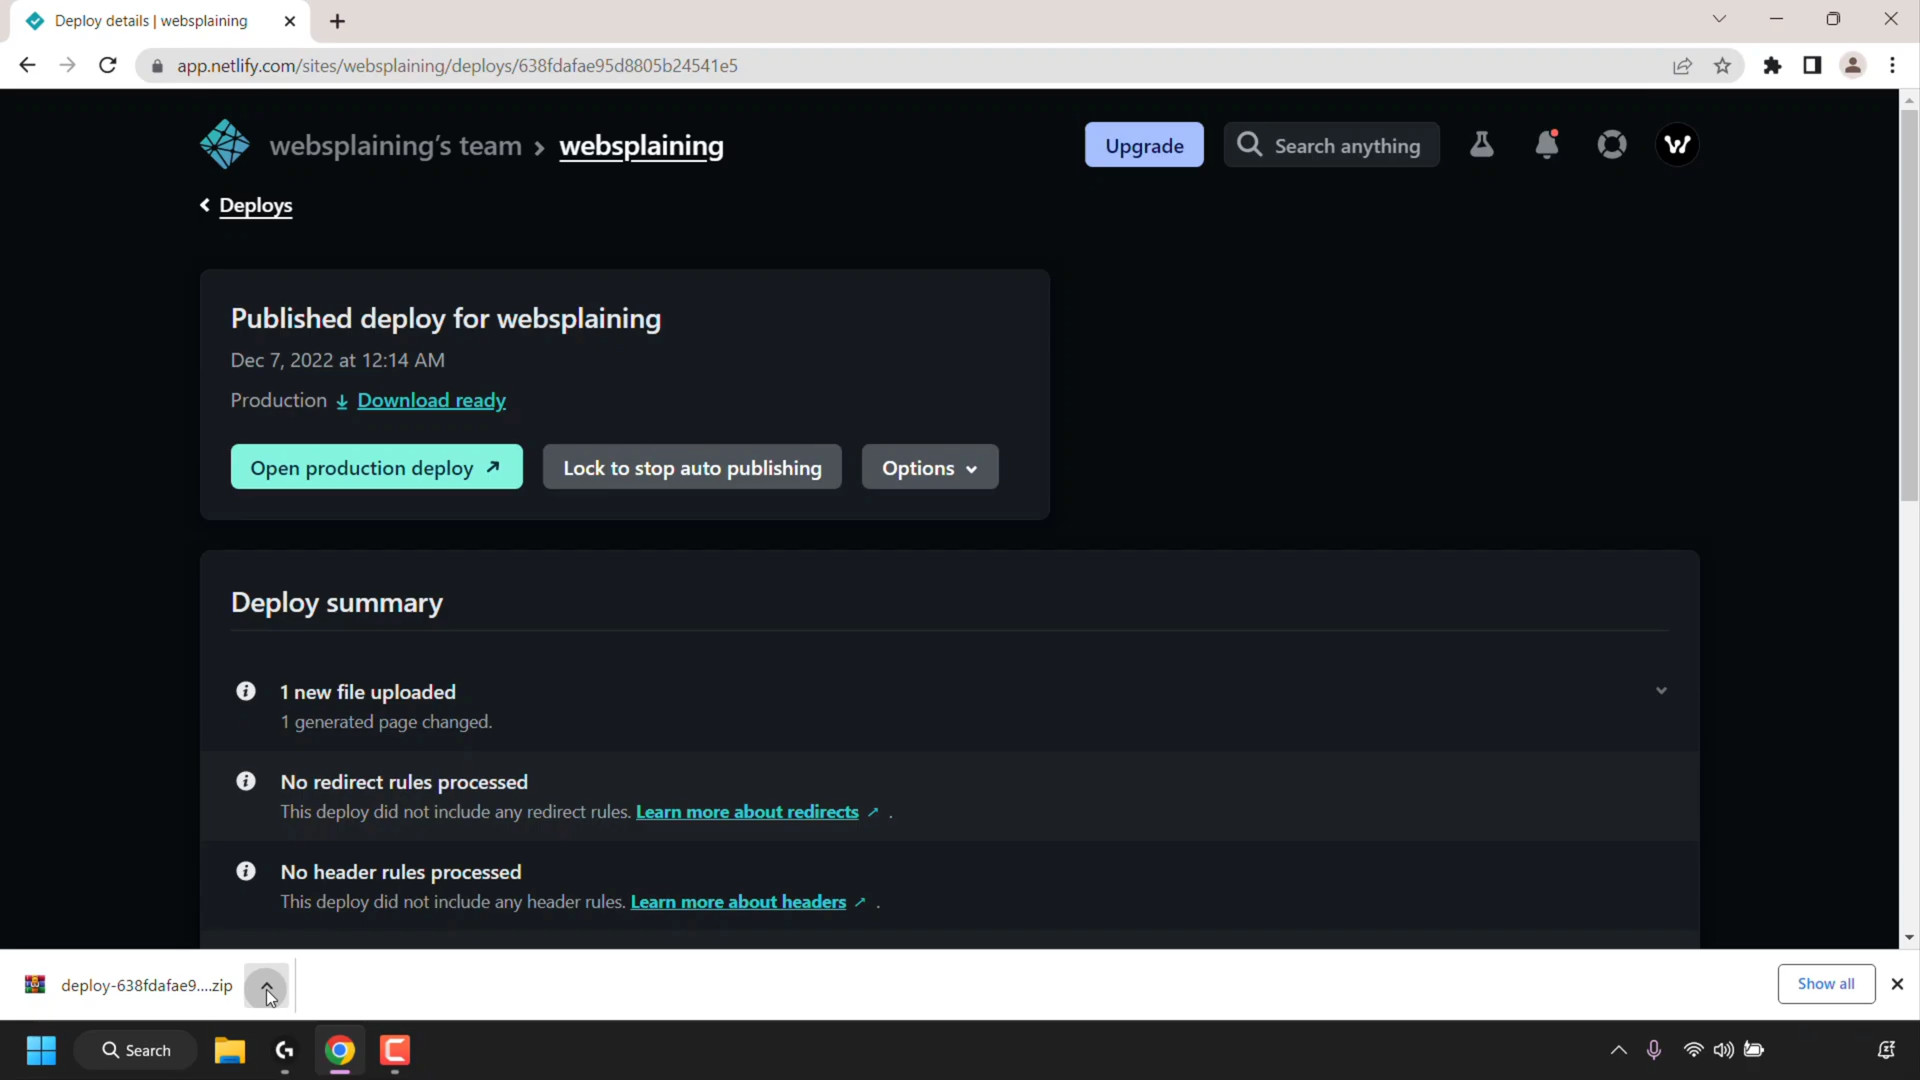 Deploy details | websplaining
app.netlify.com/sites/websplaining/deploys/638fdafae95d8805b24541e5
websplaining's team › websplaining
Upgrade
Search anything
Deploys
Published deploy for websplaining
Dec 7, 2022 at 12:14 AM
Production Download ready
Open production deploy
Lock to stop auto publishing
Options
Deploy summary
1 new file uploaded
1 generated page changed.
No redirect rules processed
This deploy did not include any redirect rules. Learn more about redirects .
No header rules processed
This deploy did not include any header rules. Learn more about headers .
deploy-638fdafae9....zip
Show all
Search